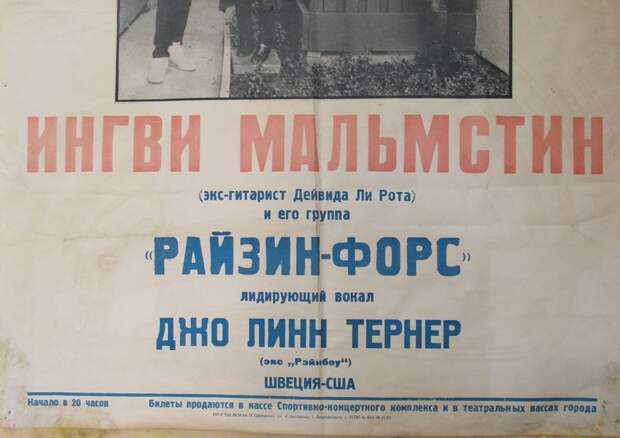 ИНГВИ МАЛЬМСТИН
(экс-гитарист Дейвида Ли Рота)
и его группа
«РАЙЗИН-ФОРС»
лидирующий вокал
ДЖО ЛИНН ТЕРНЕР
(экс „Рэйнбоу“)
ШВЕЦИЯ-США
Начало в 20 часов Билеты продаются в кассе Спортивно-концертного комплекса и в театральных кассах города